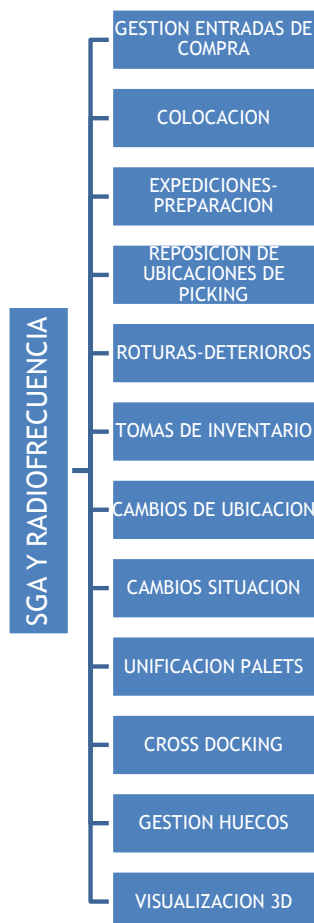 SGA Y RADIOFRECUENCIA
GESTION ENTRADAS DE
COMPRA
COLOCACION
EXPEDICIONES-
PREPARACION
REPOSICION DE
UBICACIONES DE
PICKING
ROTURAS-DETERIOROS
TOMAS DE INVENTARIO
CAMBIOS DE UBICACION
CAMBIOS SITUACION
UNIFICACION PALETS
CROSS DOCKING
GESTION HUECOS
VISUALIZACION 3D